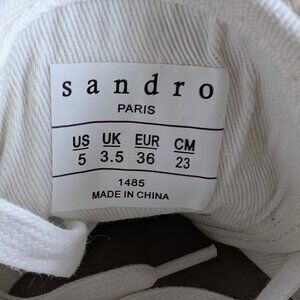 sandro
PARIS
US UK EUR CM
5 3.5 36 23
1485
MADE IN CHINA